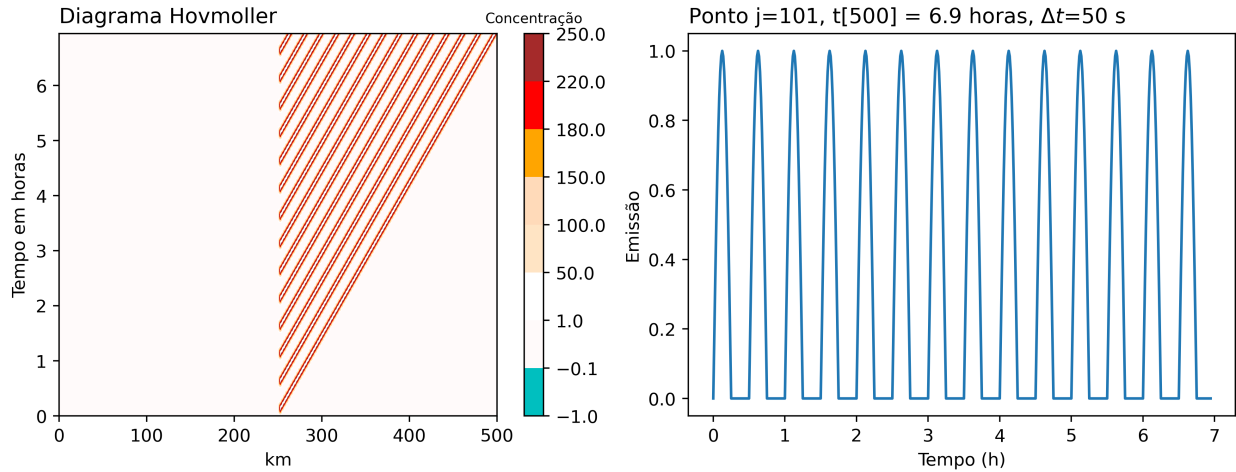 Diagrama Hovmoller
Concentração
250.0
220.0
180.0
150.0
100.0
50.0
1.0
−0.1
−1.0
6
5
4
3
2
1
0
Tempo em horas
0 100 200 300 400 500
km
Ponto j=101, t[500] = 6.9 horas, Δt=50 s
1.0
0.8
0.6
0.4
0.2
0.0
Emissão
0 1 2 3 4 5 6 7
Tempo (h)